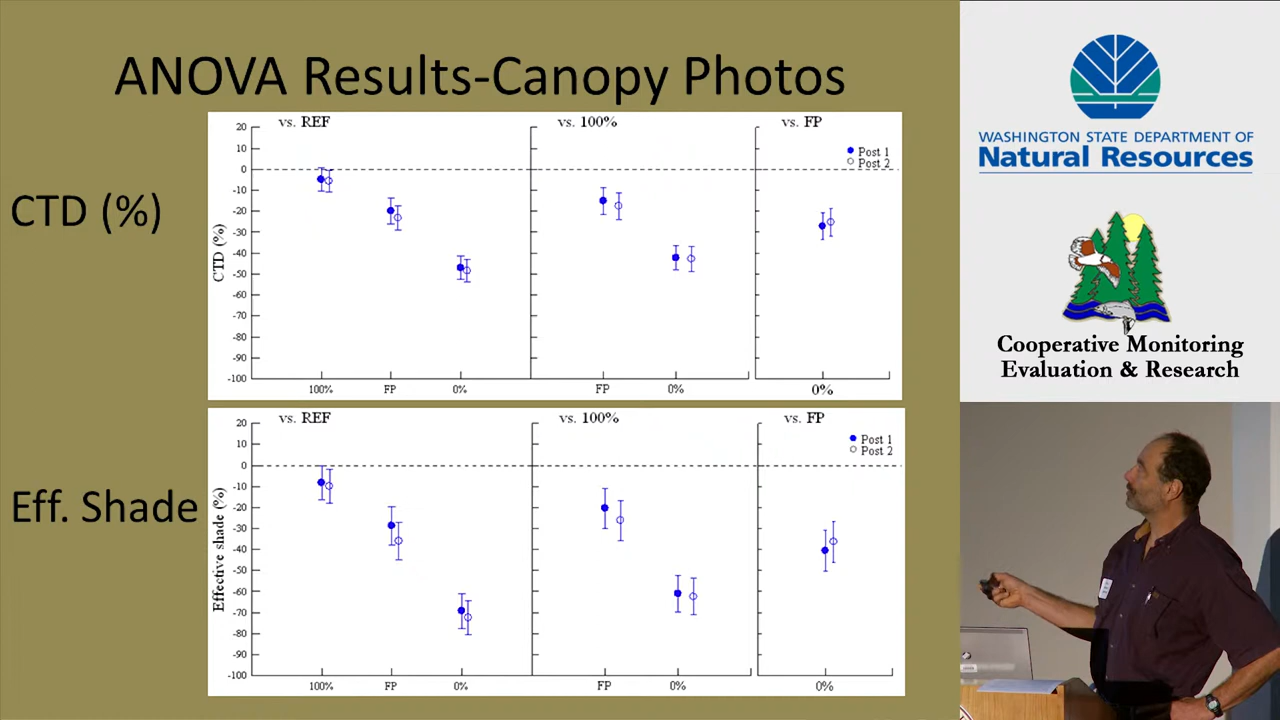 ANOVA Results-Canopy Photos
CTD (%)
vs. REF
vs. 100%
vs. FP
Post 1
Post 2
20
10
0
-10
-20
-30
-40
-50
-60
-70
-80
-90
-100
CTD (%)
100%
FP
0%
FP
0%
0%
Eff. Shade
vs. REF
vs. 100%
vs. FP
Post 1
Post 2
20
10
0
-10
-20
-30
-40
-50
-60
-70
-80
-90
-100
Effective shade (%)
100%
FP
0%
FP
0%
0%
WASHINGTON STATE DEPARTMENT OF
Natural Resources
Cooperative Monitoring
Evaluation & Research